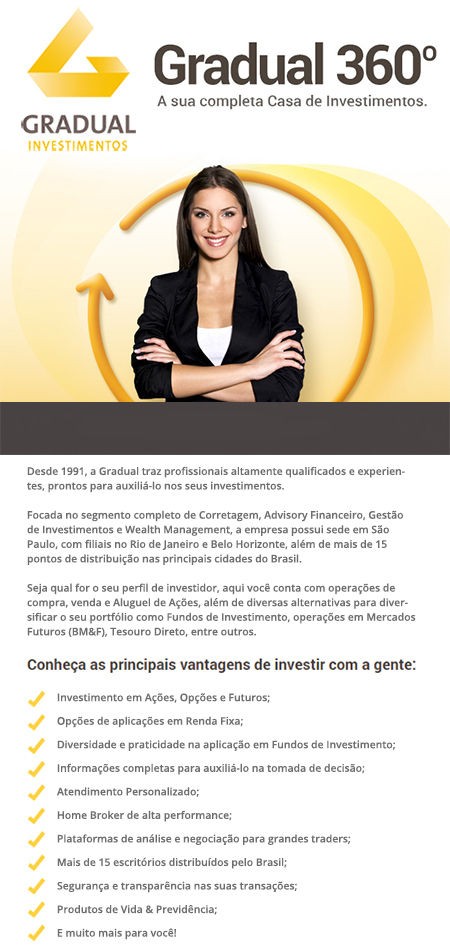 Gradual 360º
A sua completa Casa de Investimentos.
GRADUAL
INVESTIMENTOS
Desde 1991, a Gradual traz profissionais altamente qualificados e experien-
tes, prontos para auxiliá-lo nos seus investimentos.
Focada no segmento completo de Corretagem, Advisory Financeiro, Gestão
de Investimentos e Wealth Management, a empresa possui sede em São
Paulo, com filiais no Rio de Janeiro e Belo Horizonte, além de mais de 15
pontos de distribuição nas principais cidades do Brasil.
Seja qual for o seu perfil de investidor, aqui você conta com operações de
compra, venda e Aluguel de Ações, além de diversas alternativas para diver-
sificar o seu portfólio como Fundos de Investimento, operações em Mercados
Futuros (BM&F), Tesouro Direto, entre outros.
Conheça as principais vantagens de investir com a gente:
Investimento em Ações, Opções e Futuros;
Opções de aplicações em Renda Fixa;
Diversidade e praticidade na aplicação em Fundos de Investimento;
Informações completas para auxiliá-lo na tomada de decisão;
Atendimento Personalizado;
Home Broker de alta performance;
Plataformas de análise e negociação para grandes traders;
Mais de 15 escritórios distribuídos pelo Brasil;
Segurança e transparência nas suas transações;
Produtos de Vida & Previdência;
E muito mais para você!